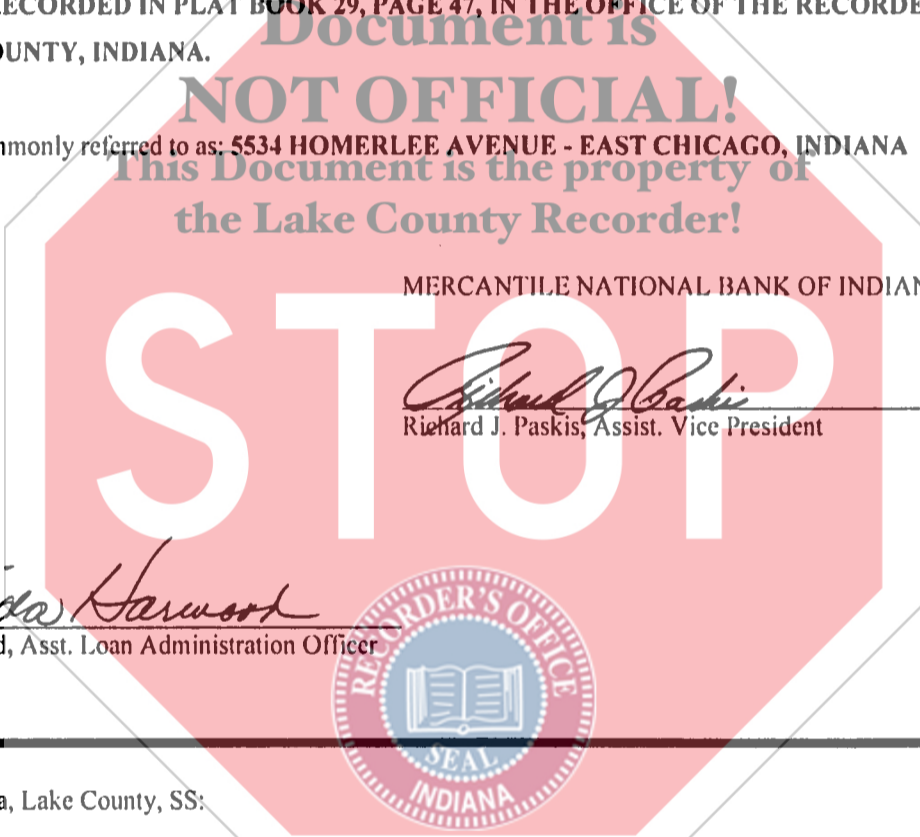 RECORDED IN PLAT BOOK 29, PAGE 47, IN THE OFFICE OF THE RECORDE
Document is
OUNTY, INDIANA.
NOT OFFICIAL!
mmonly referred to as: 5534 HOMERLEE AVENUE - EAST CHICAGO, INDIANA
This Document is the property of
the Lake County Recorder!
MERCANTILE NATIONAL BANK OF INDIAN
STOP
Richard J Paskis
Richard J. Paskis, Assist. Vice President
da Harwood
d, Asst. Loan Administration Officer
RECORDER'S OFFICE
SEAL
INDIANA
a, Lake County, SS: